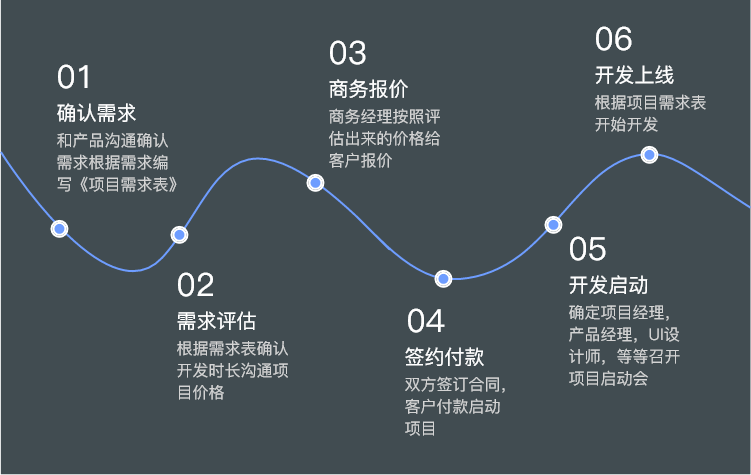 01
确认需求
和产品沟通确认
需求根据需求编
写《项目需求表》
02
需求评估
根据需求表确认
开发时长沟通项
目价格
03
商务报价
商务经理按照评
估出来的价格给
客户报价
04
签约付款
双方签订合同，
客户付款启动
项目
05
开发启动
确定项目经理，
产品经理，UI设
计师，等等召开
项目启动会
06
开发上线
根据项目需求表
开始开发